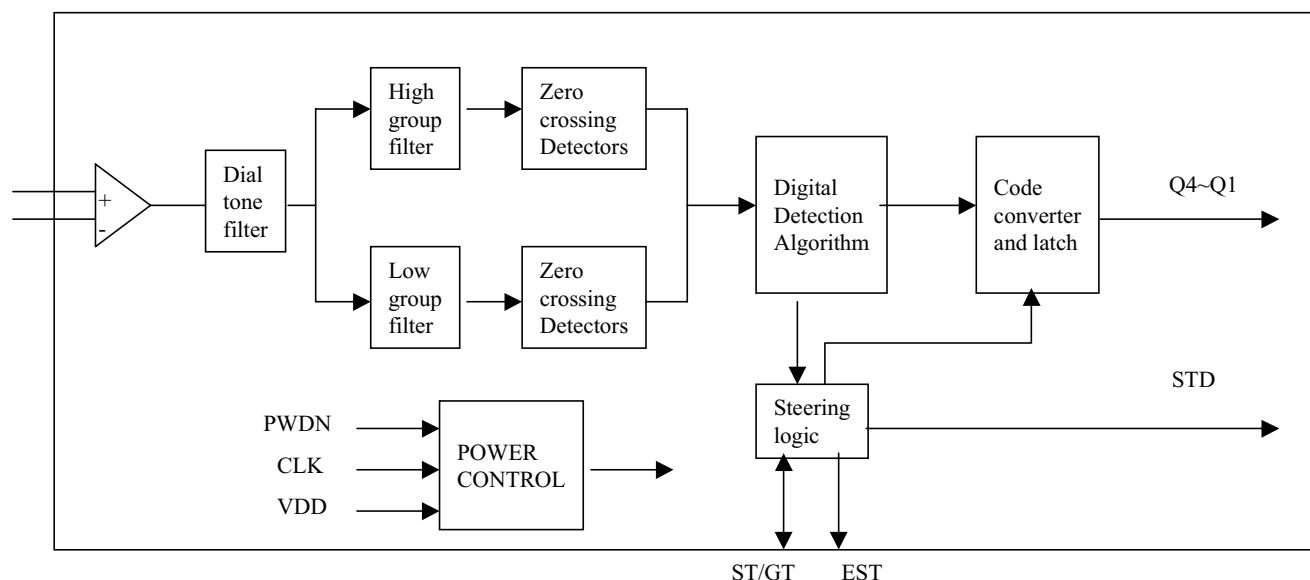 High
group
filter
Zero
crossing
Detectors
+
-
Dial
tone
filter
Digital
Detection
Algorithm
Code
converter
and latch
Q4~Q1
Low
group
filter
Zero
crossing
Detectors
STD
Steering
logic
PWDN
CLK
VDD
POWER
CONTROL
ST/GT
EST